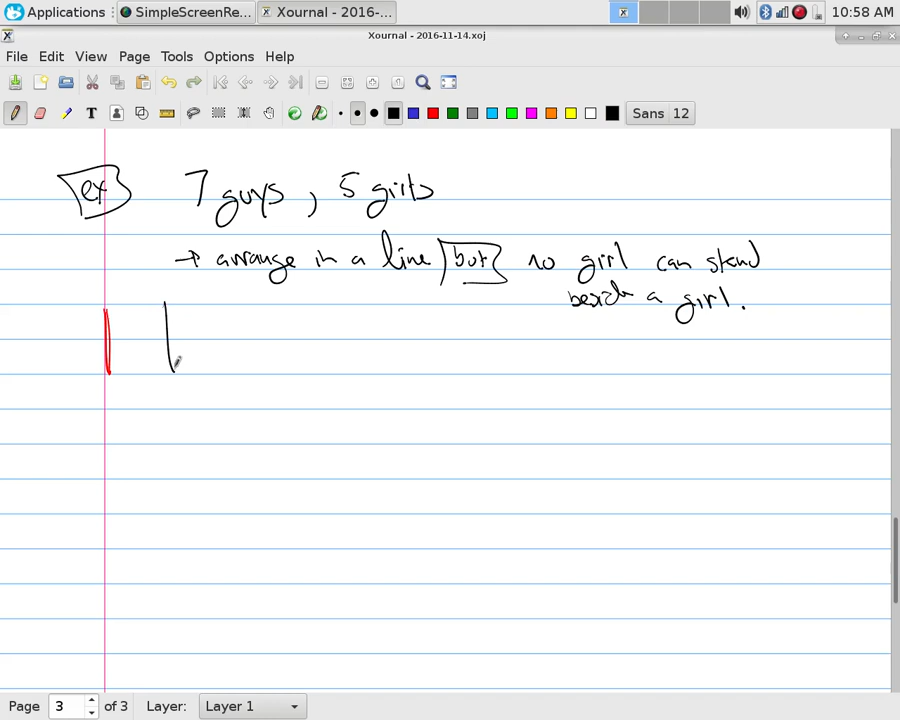 Applications
SimpleScreenRe...
Xournal - 2016-...
10:58 AM
Xournal - 2016-11-14.xoj
File Edit View Page Tools Options Help
T
Sans 12
ex 7 guys, 5 girls
→ arrange in a line but no girl can stand
beside a girl.
Page 3 of 3 Layer: Layer 1